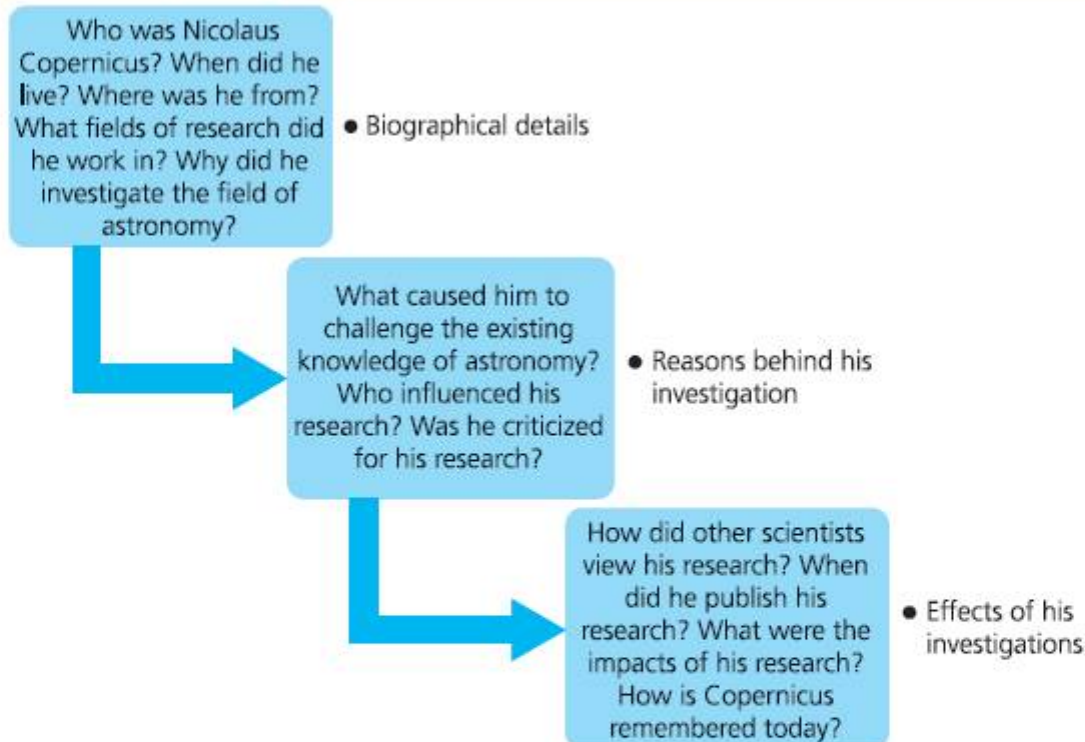 Who was Nicolaus
Copernicus? When did he
live? Where was he from?
What fields of research did
he work in? Why did he
investigate the field of
astronomy?
● Biographical details
What caused him to
challenge the existing
knowledge of astronomy?
Who influenced his
research? Was he criticized
for his research?
● Reasons behind his
investigation
How did other scientists
view his research? When
did he publish his
research? What were the
impacts of his research?
How is Copernicus
remembered today?
● Effects of his
investigations